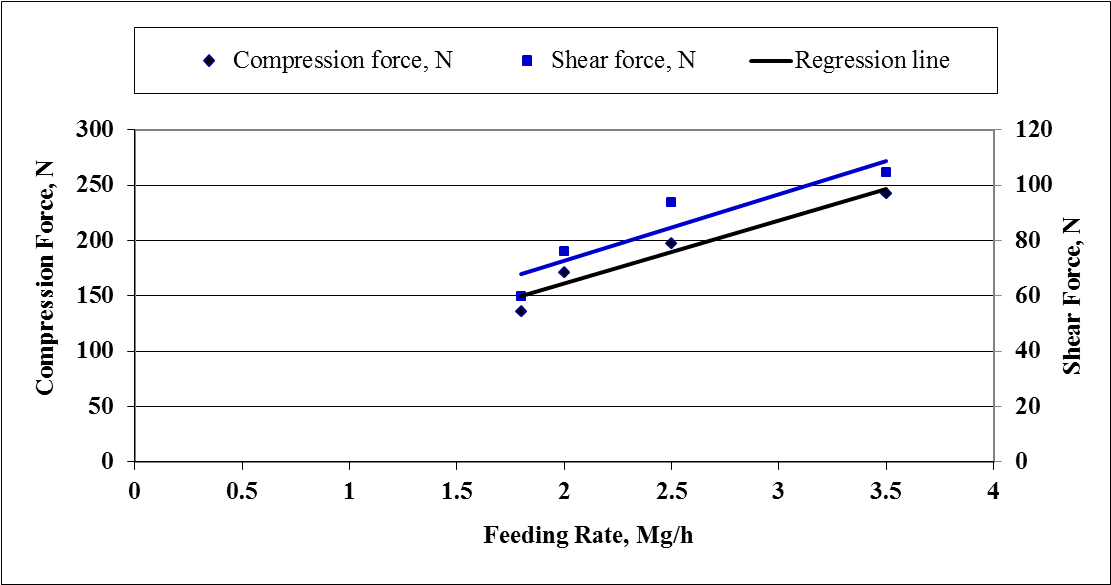 Compression force, N Shear force, N Regression line
300 120
250 100
200 80
150 60
100 40
50 20
0 0
0 0.5 1 1.5 2 2.5 3 3.5 4
Compression Force, N
Shear Force, N
Feeding Rate, Mg/h